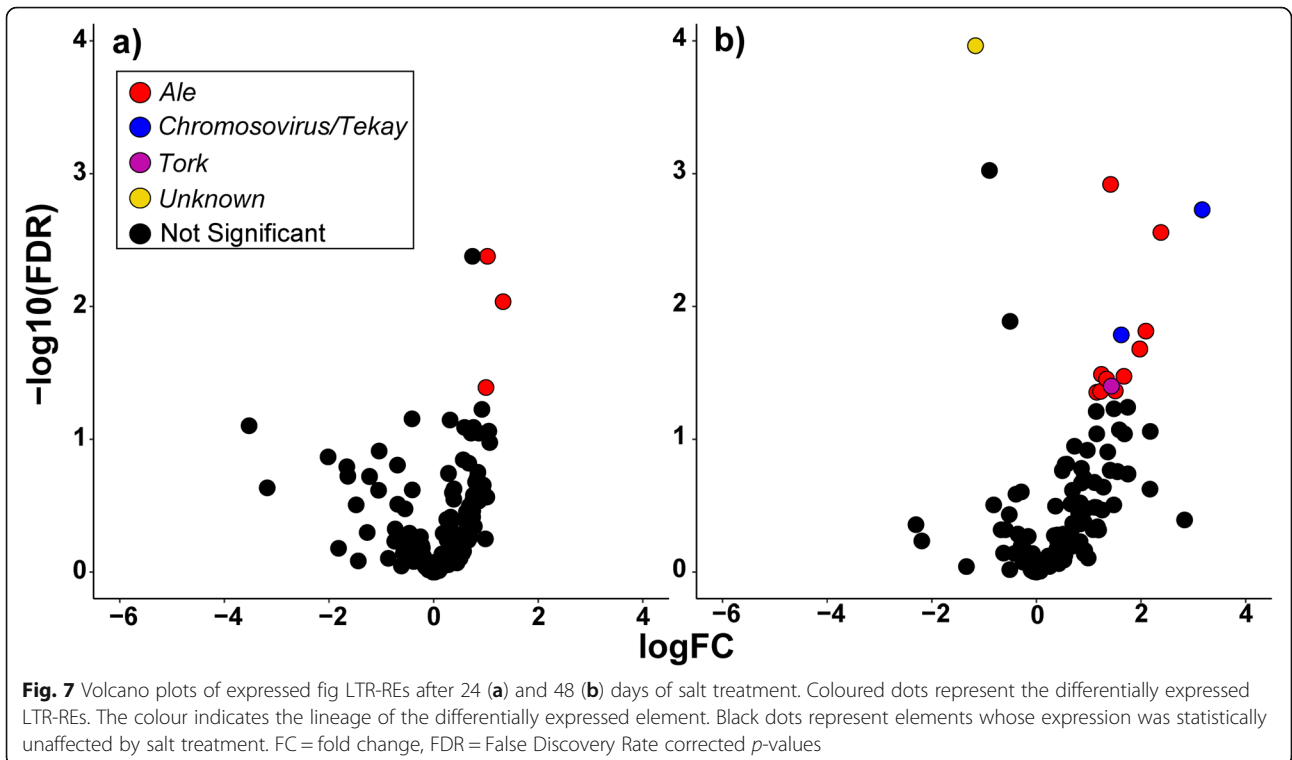 a)
b)
4
3
2
1
0
Ale
Chromosovirus/Tekay
Tork
Unknown
Not Significant
4
3
2
1
0
−log10(FDR)
−6 −4 −2 0 2 4
−6 −4 −2 0 2 4
logFC
Fig. 7 Volcano plots of expressed fig LTR-REs after 24 (a) and 48 (b) days of salt treatment. Coloured dots represent the differentially expressed
LTR-REs. The colour indicates the lineage of the differentially expressed element. Black dots represent elements whose expression was statistically
unaffected by salt treatment. FC = fold change, FDR = False Discovery Rate corrected p-values